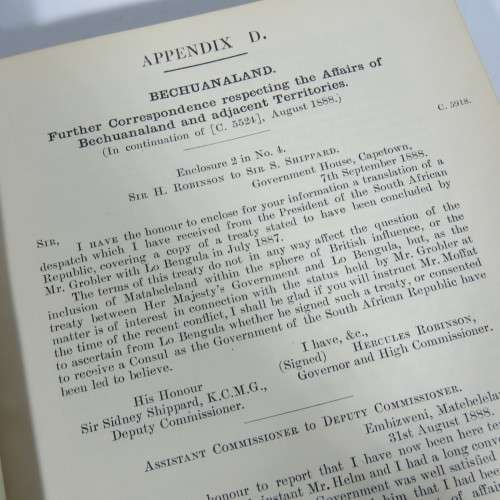 APPENDIX D.
BECHUANALAND.
Further Correspondence respecting the Affairs of
Bechuanaland and adjacent Territories.
(In continuation of [C. 5524], August 1888.)
C. 5918.
Enclosure 2 in No. 4.
SIR H. ROBINSON to SIR S. SHIPPARD.
Government House, Capetown,
7th September 1888.
SIR, I HAVE the honour to enclose for your information a translation of a
despatch which I have received from the President of the South African
Republic, covering a copy of a treaty stated to have been concluded by
Mr. Grobler with Lo Bengula in July 1887.
The terms of this treaty do not in any way affect the question of the
inclusion of Matabeleland within the sphere of British influence, or the
treaty between Her Majesty's Government and Lo Bengula, but, as the
matter is of interest in connection with the status held by Mr. Grobler at
the time of the recent conflict, I shall be glad if you will instruct Mr. Moffat
to ascertain from Lo Bengula whether he signed such a treaty, or consented
to receive a Consul as the Government of the South African Republic have
been led to believe.
I have, &c.,
(Signed) HERCULES ROBINSON,
Governor and High Commissioner.
His Honour
Sir Sidney Shippard, K.C.M.G.,
Deputy Commissioner.
ASSISTANT COMMISSIONER to DEPUTY COMMISSIONER.
Embizweni, Matebelela
31st August 1888.
honour to report that I have now been here te
instant Mr. Helm and I had a long conv
Government was well satisfied
him that I had be
of affai